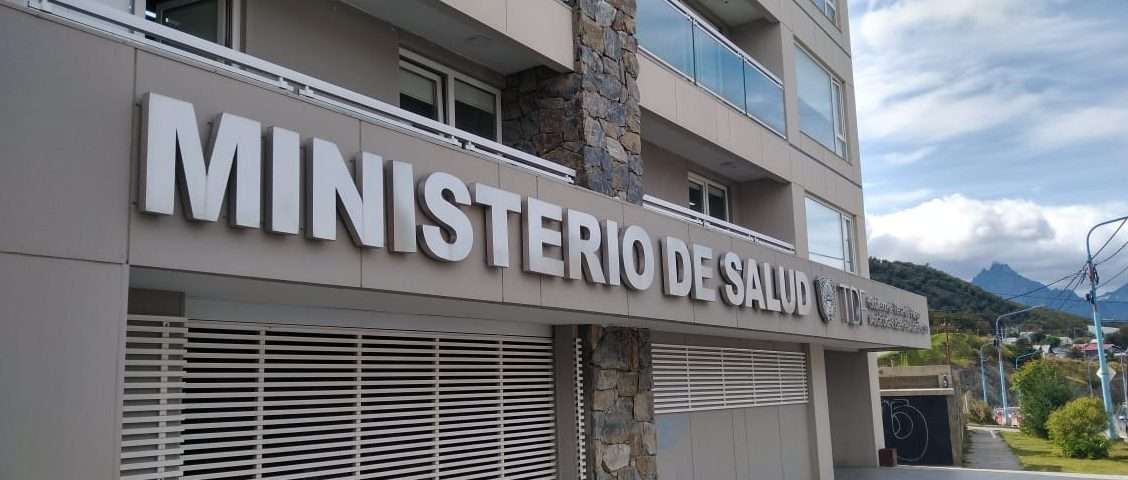 MINISTERIO DE SALUD
TDF